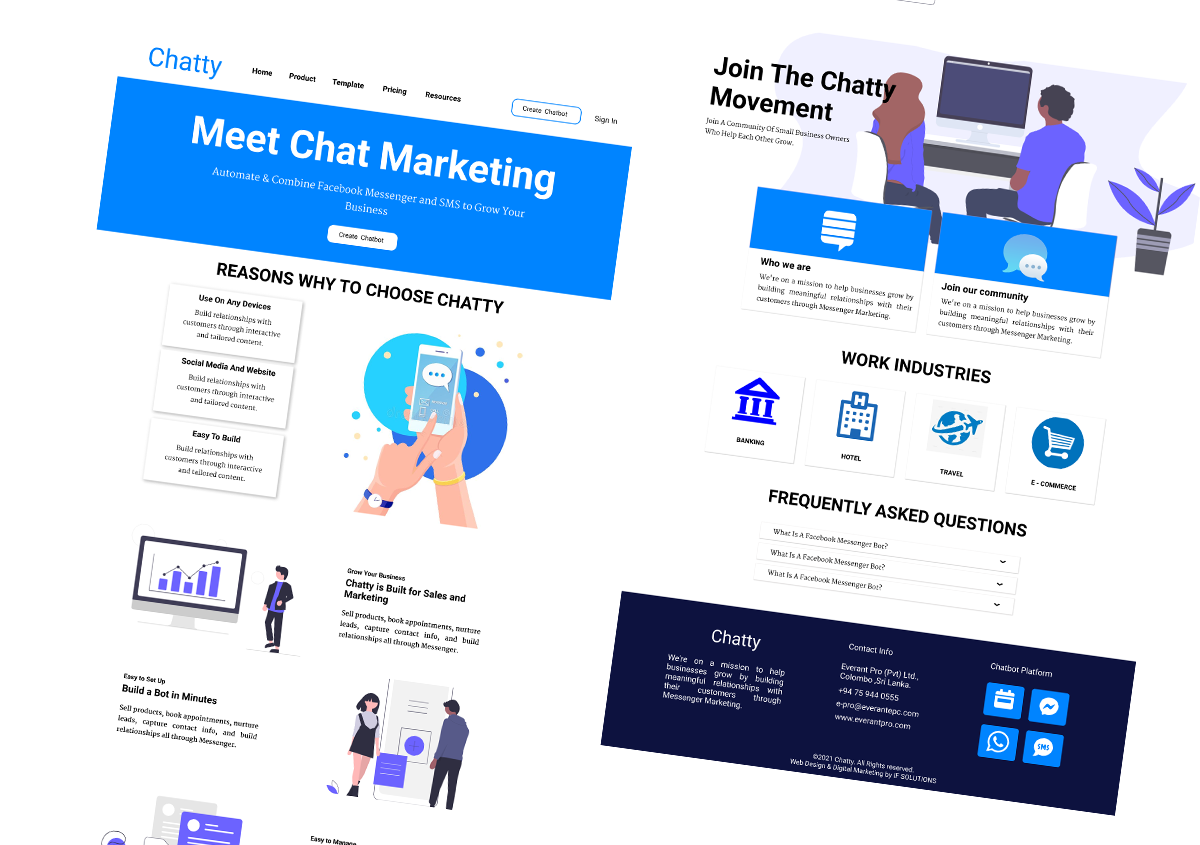 Chatty
Home
Product
Template
Pricing
Resources
Create Chatbot
Sign In
Meet Chat Marketing
Automate & Combine Facebook Messenger and SMS to Grow Your
Business
Create Chatbot
REASONS WHY TO CHOOSE CHATTY
Use On Any Devices
Build relationships with
customers through interactive
and tailored content.
Social Media And Website
Build relationships with
customers through interactive
and tailored content.
Easy To Build
Build relationships with
customers through interactive
and tailored content.
Grow Your Business
Chatty is Built for Sales and
Marketing
Sell products, book appointments, nurture
leads, capture contact info, and build
relationships all through Messenger.
Easy to Set Up
Build a Bot in Minutes
Sell products, book appointments, nurture
leads, capture contact info, and build
relationships all through Messenger.
Easy to Manage
Join The Chatty
Movement
Join A Community Of Small Business Owners
Who Help Each Other Grow.
Who we are
We're on a mission to help businesses grow by
building meaningful relationships with their
customers through Messenger Marketing.
Join our community
We're on a mission to help businesses grow by
building meaningful relationships with their
customers through Messenger Marketing.
WORK INDUSTRIES
BANKING
HOTEL
TRAVEL
E - COMMERCE
FREQUENTLY ASKED QUESTIONS
What Is A Facebook Messenger Bot?
What Is A Facebook Messenger Bot?
What Is A Facebook Messenger Bot?
Chatty
We're on a mission to help
businesses grow by building
meaningful relationships with
their customers through
Messenger Marketing.
Contact Info
Everant Pro (Pvt) Ltd.,
Colombo ,Sri Lanka.
+94 75 944 0555
e-pro@everantepc.com
www.everantpro.com
Chatbot Platform
SMS
©2021 Chatty. All Rights reserved.
Web Design & Digital Marketing by IF SOLUTIONS